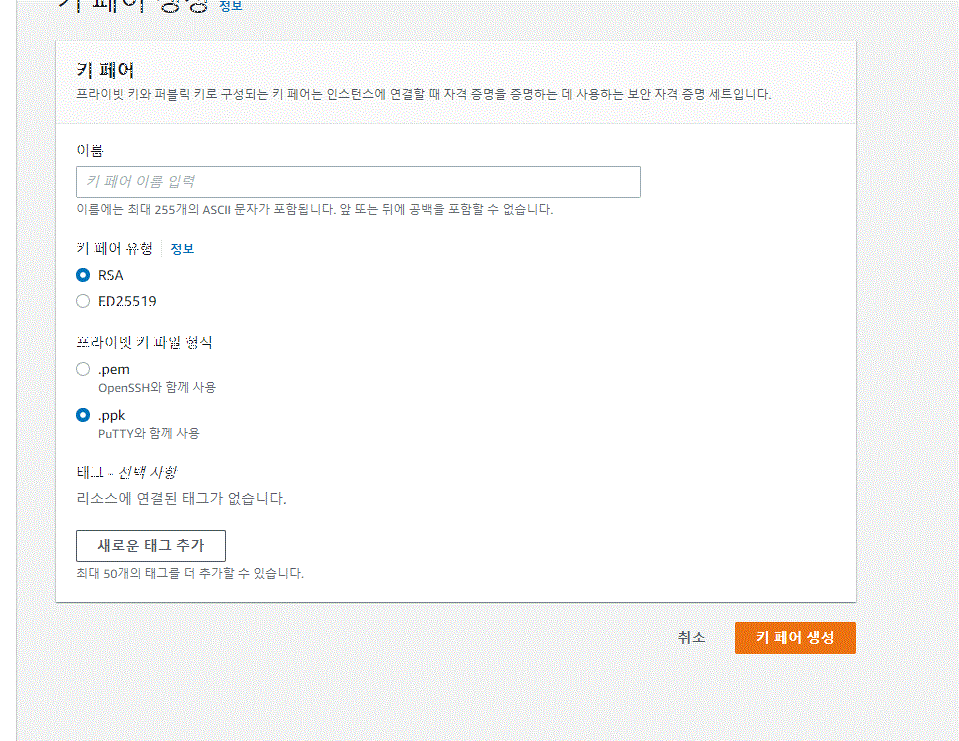 키 페어 생성 정보
키 페어
프라이빗 키와 퍼블릭 키로 구성되는 키 페어는 인스턴스에 연결할 때 자격 증명을 증명하는 데 사용하는 보안 자격 증명 세트입니다.
이름
키 페어 이름 입력
이름에는 최대 255개의 ASCII 문자가 포함됩니다. 앞 또는 뒤에 공백을 포함할 수 없습니다.
키 페어 유형 정보
RSA
ED25519
프라이빗 키 파일 형식
.pem
OpenSSH와 함께 사용
.ppk
PuTTY와 함께 사용
태그 - 선택 사항
리소스에 연결된 태그가 없습니다.
새로운 태그 추가
최대 50개의 태그를 더 추가할 수 있습니다.
취소 키 페어 생성